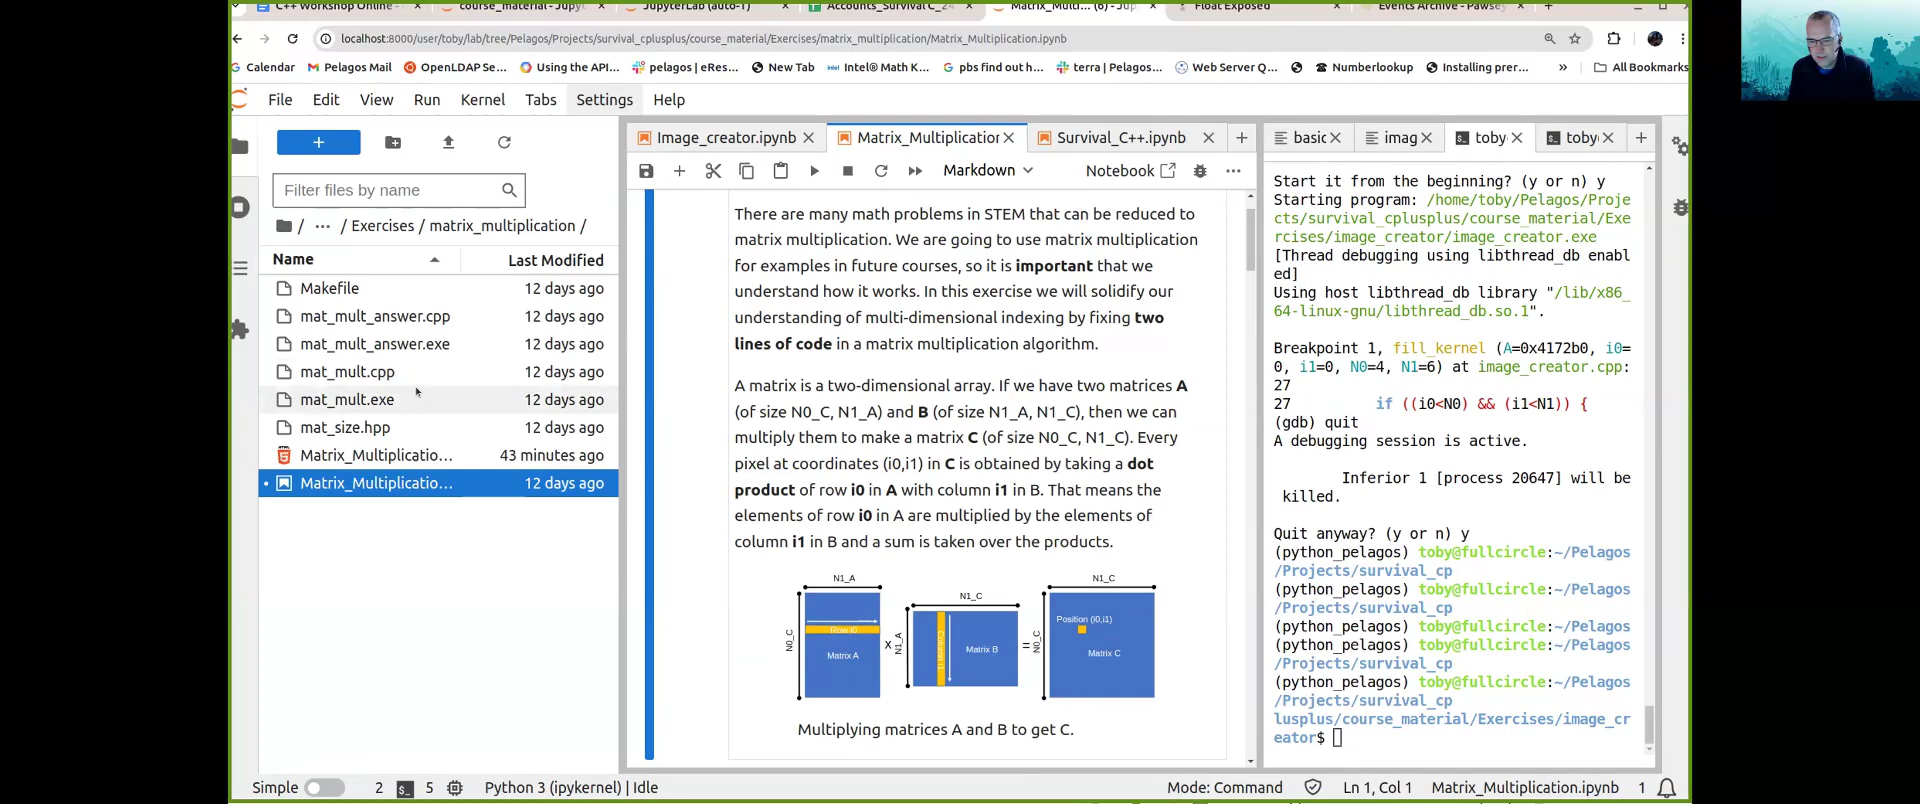 C++ Workshop Online -
course_material - Jupyt
JupyterLab (auto-1)
Accounts_Survival C_24
Matrix_Multi... (6) - Jup
Float Exposed
Events Archive - Pawsey
localhost:8000/user/toby/lab/tree/Pelagos/Projects/survival_cplusplus/course_material/Exercises/matrix_multiplication/Matrix_Multiplication.ipynb
Calendar
Pelagos Mail
OpenLDAP Se...
Using the API...
pelagos | eRes...
New Tab
intel Intel® Math K...
pbs find out h...
terra | Pelagos...
Web Server Q...
Numberlookup
Installing prer...
»
All Bookmarks
File Edit View Run Kernel Tabs Settings Help
+
Filter files by name
/ ··· / Exercises / matrix_multiplication /
Name Last Modified
Makefile 12 days ago
mat_mult_answer.cpp 12 days ago
mat_mult_answer.exe 12 days ago
mat_mult.cpp 12 days ago
mat_mult.exe 12 days ago
mat_size.hpp 12 days ago
Matrix_Multiplicatio... 43 minutes ago
Matrix_Multiplicatio... 12 days ago
Image_creator.ipynb
Matrix_Multiplication
Survival_C++.ipynb
Markdown
Notebook
There are many math problems in STEM that can be reduced to
matrix multiplication. We are going to use matrix multiplication
for examples in future courses, so it is important that we
understand how it works. In this exercise we will solidify our
understanding of multi-dimensional indexing by fixing two
lines of code in a matrix multiplication algorithm.
A matrix is a two-dimensional array. If we have two matrices A
(of size N0_C, N1_A) and B (of size N1_A, N1_C), then we can
multiply them to make a matrix C (of size N0_C, N1_C). Every
pixel at coordinates (i0,i1) in C is obtained by taking a dot
product of row i0 in A with column i1 in B. That means the
elements of row i0 in A are multiplied by the elements of
column i1 in B and a sum is taken over the products.
N1_A
N0_C
Row i0
Matrix A
x
N1_C
N1_A
Column i1
Matrix B
=
N1_C
N0_C
Position (i0,i1)
Matrix C
Multiplying matrices A and B to get C.
basic
imag
toby
toby
Start it from the beginning? (y or n) y
Starting program: /home/toby/Pelagos/Proje
cts/survival_cplusplus/course_material/Exe
rcises/image_creator/image_creator.exe
[Thread debugging using libthread_db enabl
ed]
Using host libthread_db library "/lib/x86_
64-linux-gnu/libthread_db.so.1".
Breakpoint 1, fill_kernel (A=0x4172b0, i0=
0, i1=0, N0=4, N1=6) at image_creator.cpp:
27
27 if ((i0<N0) && (i1<N1)) {
(gdb) quit
A debugging session is active.
Inferior 1 [process 20647] will be
killed.
Quit anyway? (y or n) y
(python_pelagos) toby@fullcircle:~/Pelagos
/Projects/survival_cp
(python_pelagos) toby@fullcircle:~/Pelagos
/Projects/survival_cp
(python_pelagos) toby@fullcircle:~/Pelagos
(python_pelagos) toby@fullcircle:~/Pelagos
/Projects/survival_cp
(python_pelagos) toby@fullcircle:~/Pelagos
/Projects/survival_cp
lusplus/course_material/Exercises/image_cr
eator$
Simple 2 5 Python 3 (ipykernel) | Idle
Mode: Command Ln 1, Col 1 Matrix_Multiplication.ipynb 1